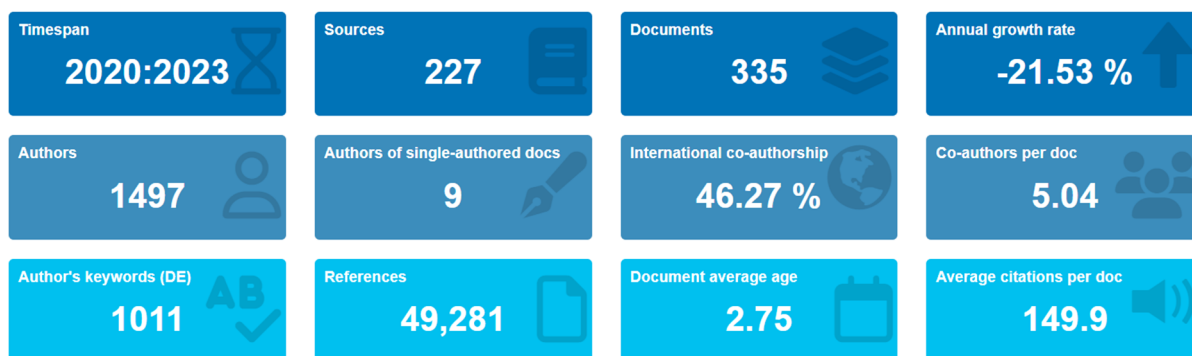 Timespan
2020:2023
Sources
227
Documents
335
Annual growth rate
-21.53 %
Authors
1497
Authors of single-authored docs
9
International co-authorship
46.27 %
Co-authors per doc
5.04
Author's keywords (DE)
1011
AB
References
49,281
Document average age
2.75
Average citations per doc
149.9